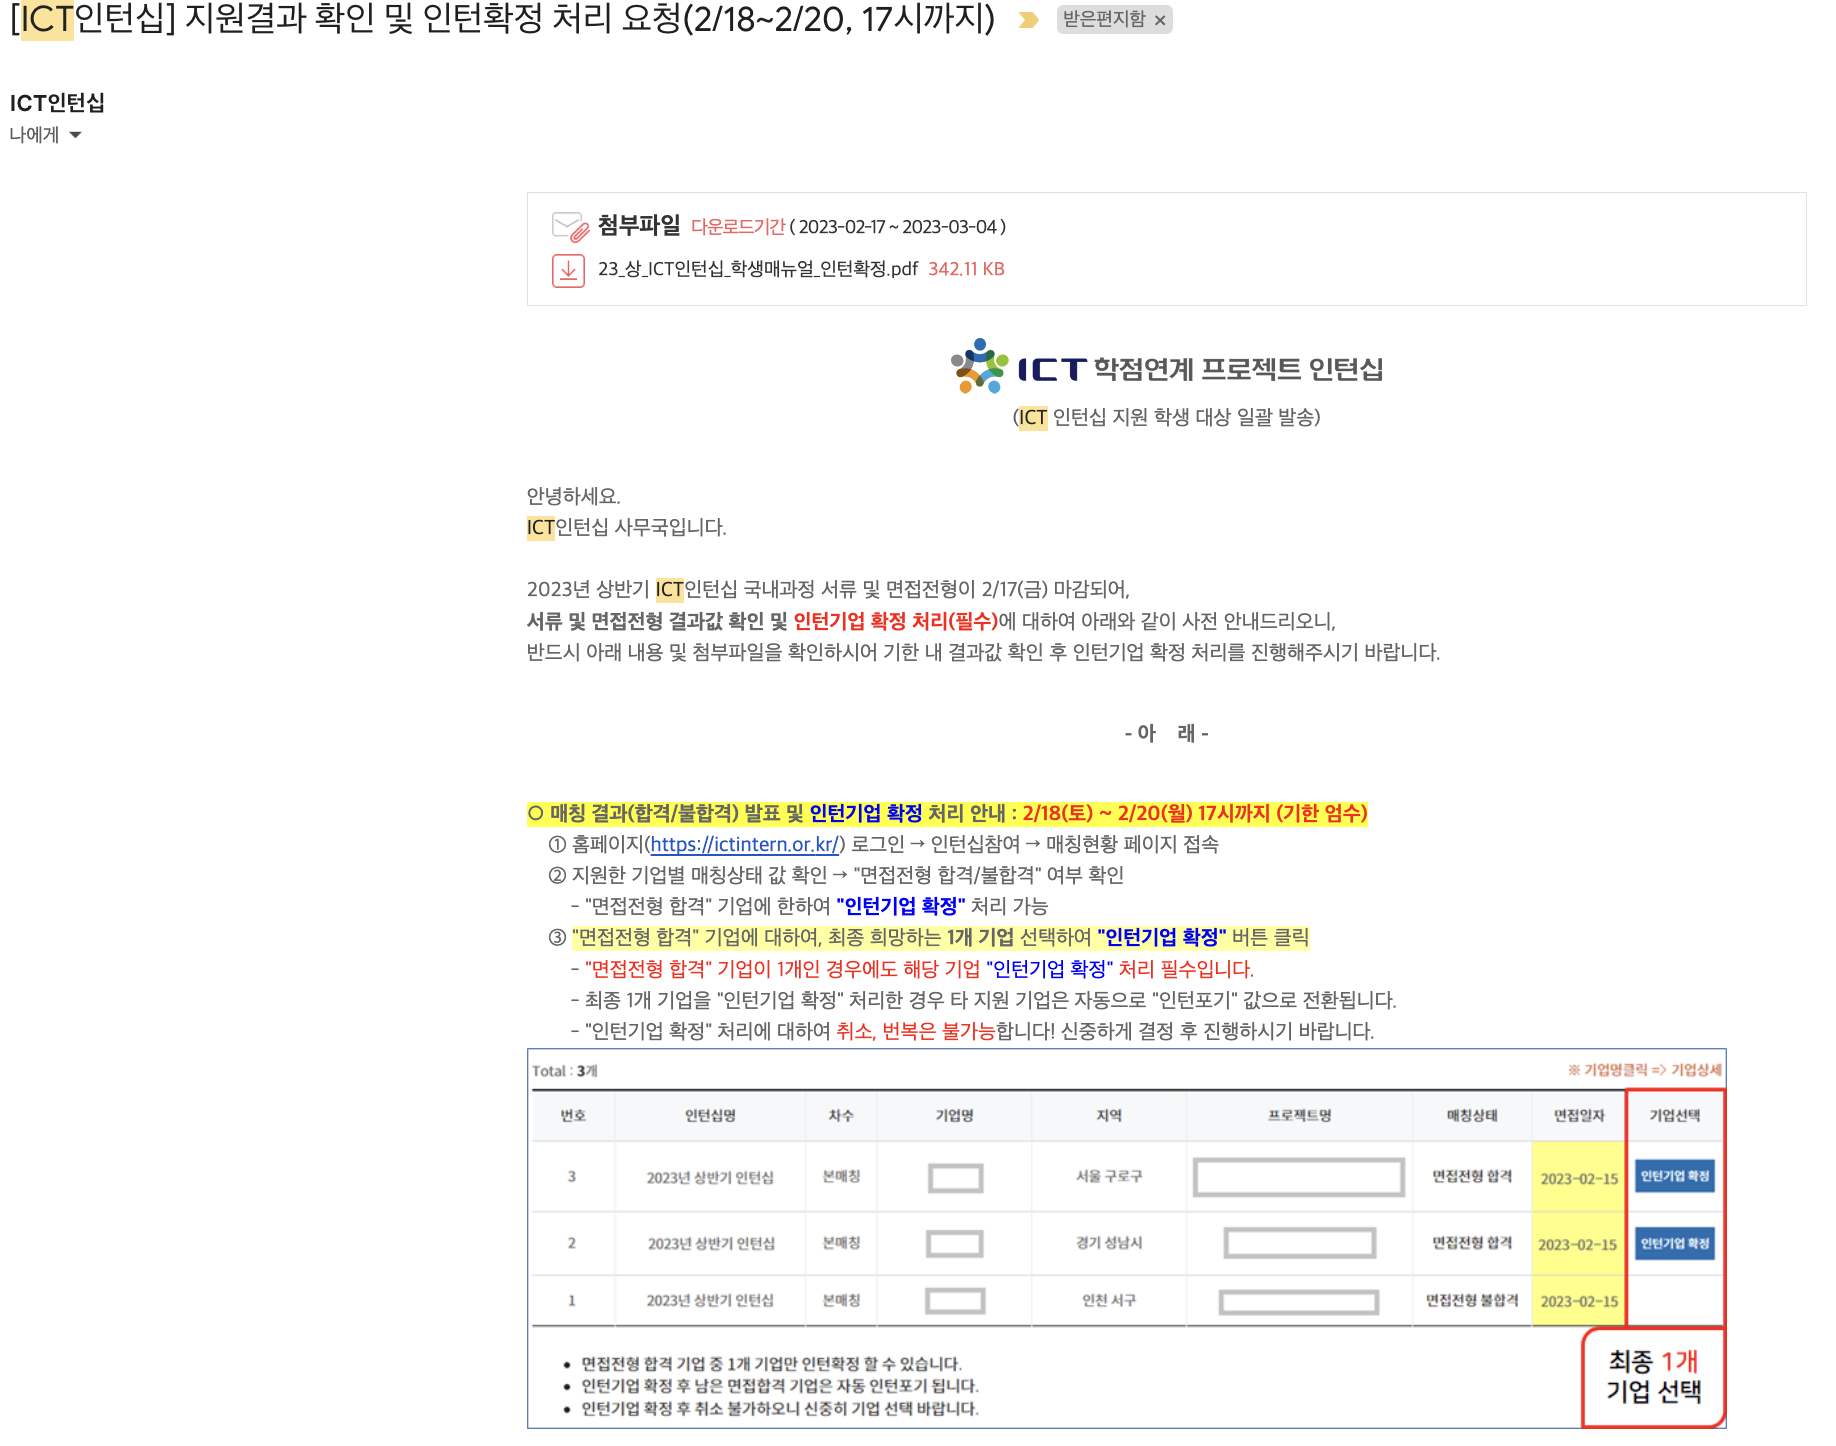 [ICT인턴십] 지원결과 확인 및 인턴확정 처리 요청(2/18~2/20, 17시까지) 받은편지함 ×
ICT인턴십
나에게
첨부파일 다운로드기간 ( 2023-02-17 ~ 2023-03-04 )
23_상_ICT인턴십_학생매뉴얼_인턴확정.pdf 342.11 KB
ICT 학점연계 프로젝트 인턴십
(ICT 인턴십 지원 학생 대상 일괄 발송)
안녕하세요.
ICT인턴십 사무국입니다.
2023년 상반기 ICT인턴십 국내과정 서류 및 면접전형이 2/17(금) 마감되어,
서류 및 면접전형 결과값 확인 및 인턴기업 확정 처리(필수)에 대하여 아래와 같이 사전 안내드리오니,
반드시 아래 내용 및 첨부파일을 확인하시어 기한 내 결과값 확인 후 인턴기업 확정 처리를 진행해주시기 바랍니다.
- 아 래 -
○ 매칭 결과(합격/불합격) 발표 및 인턴기업 확정 처리 안내 : 2/18(토) ~ 2/20(월) 17시까지 (기한 엄수)
① 홈페이지(https://ictintern.or.kr/) 로그인 → 인턴십참여 → 매칭현황 페이지 접속
② 지원한 기업별 매칭상태 값 확인 → "면접전형 합격/불합격" 여부 확인
- "면접전형 합격" 기업에 한하여 "인턴기업 확정" 처리 가능
③ "면접전형 합격" 기업에 대하여, 최종 희망하는 1개 기업 선택하여 "인턴기업 확정" 버튼 클릭
- "면접전형 합격" 기업이 1개인 경우에도 해당 기업 "인턴기업 확정" 처리 필수입니다.
- 최종 1개 기업을 "인턴기업 확정" 처리한 경우 타 지원 기업은 자동으로 "인턴포기" 값으로 전환됩니다.
- "인턴기업 확정" 처리에 대하여 취소, 번복은 불가능합니다! 신중하게 결정 후 진행하시기 바랍니다.
Total : 3개 ※ 기업명클릭 => 기업상세
번호 인턴십명 차수 기업명 지역 프로젝트명 매칭상태 면접일자 기업선택
3 2023년 상반기 인턴십 본매칭 서울 구로구 면접전형 합격 2023-02-15 인턴기업 확정
2 2023년 상반기 인턴십 본매칭 경기 성남시 면접전형 합격 2023-02-15 인턴기업 확정
1 2023년 상반기 인턴십 본매칭 인천 서구 면접전형 불합격 2023-02-15
• 면접전형 합격 기업 중 1개 기업만 인턴확정 할 수 있습니다.
• 인턴기업 확정 후 남은 면접합격 기업은 자동 인턴포기 됩니다.
• 인턴기업 확정 후 취소 불가하오니 신중히 기업 선택 바랍니다.
최종 1개
기업 선택